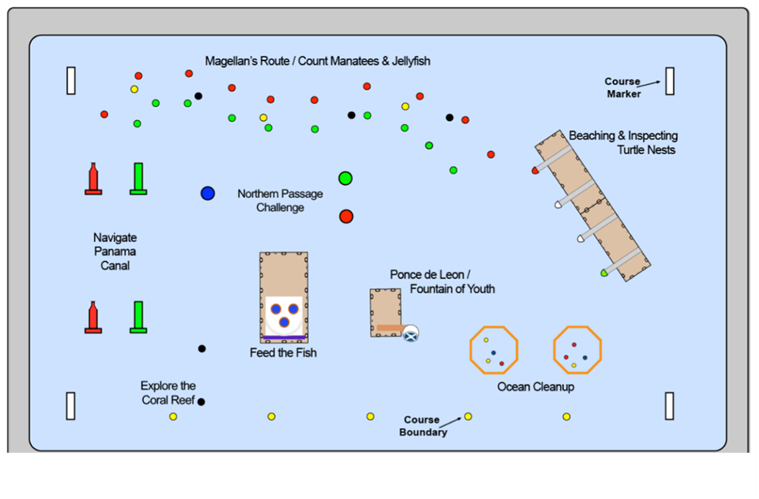 Magellan's Route / Count Manatees & Jellyfish
Course
Marker
Beaching & Inspecting
Turtle Nests
Northern Passage
Challenge
Navigate
Panama
Canal
Ponce de Leon /
Fountain of Youth
Feed the Fish
Ocean Cleanup
Explore the
Coral Reef
Course
Boundary